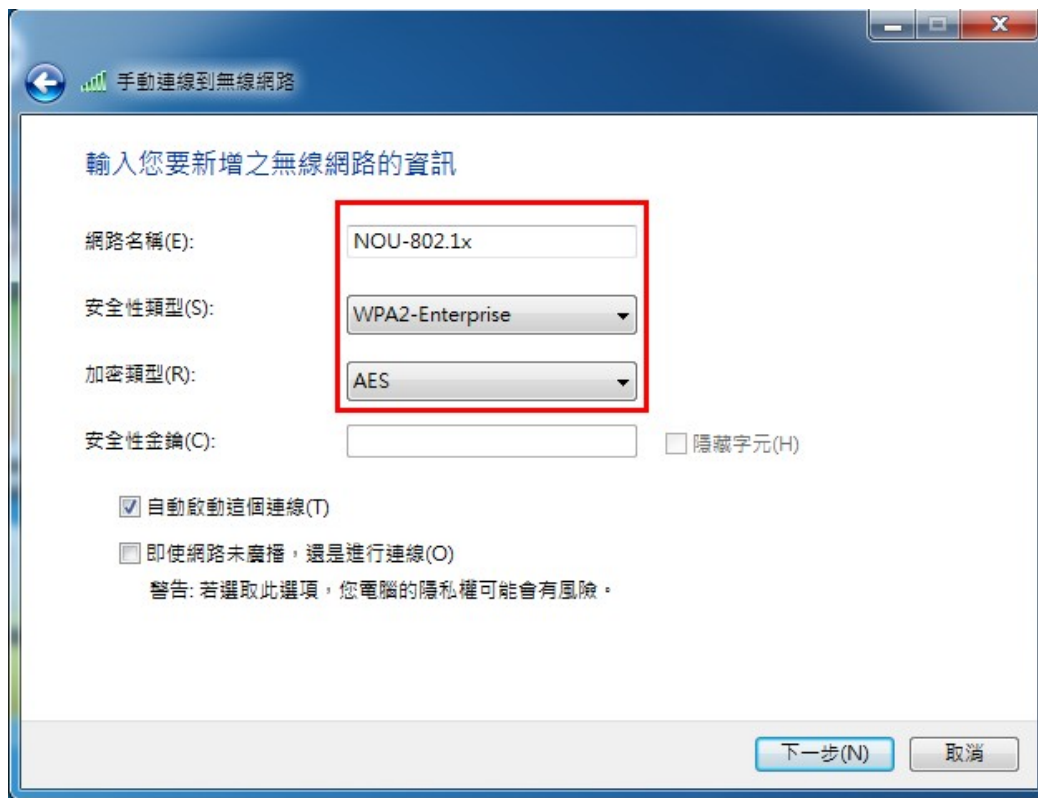 手動連線到無線網路
輸入您要新增之無線網路的資訊
網路名稱(E): NOU-802.1x
安全性類型(S): WPA2-Enterprise
加密類型(R): AES
安全性金鑰(C): 隱藏字元(H)
自動啟動這個連線(T)
即使網路未廣播，還是進行連線(O)
警告: 若選取此選項，您電腦的隱私權可能會有風險。
下一步(N) 取消